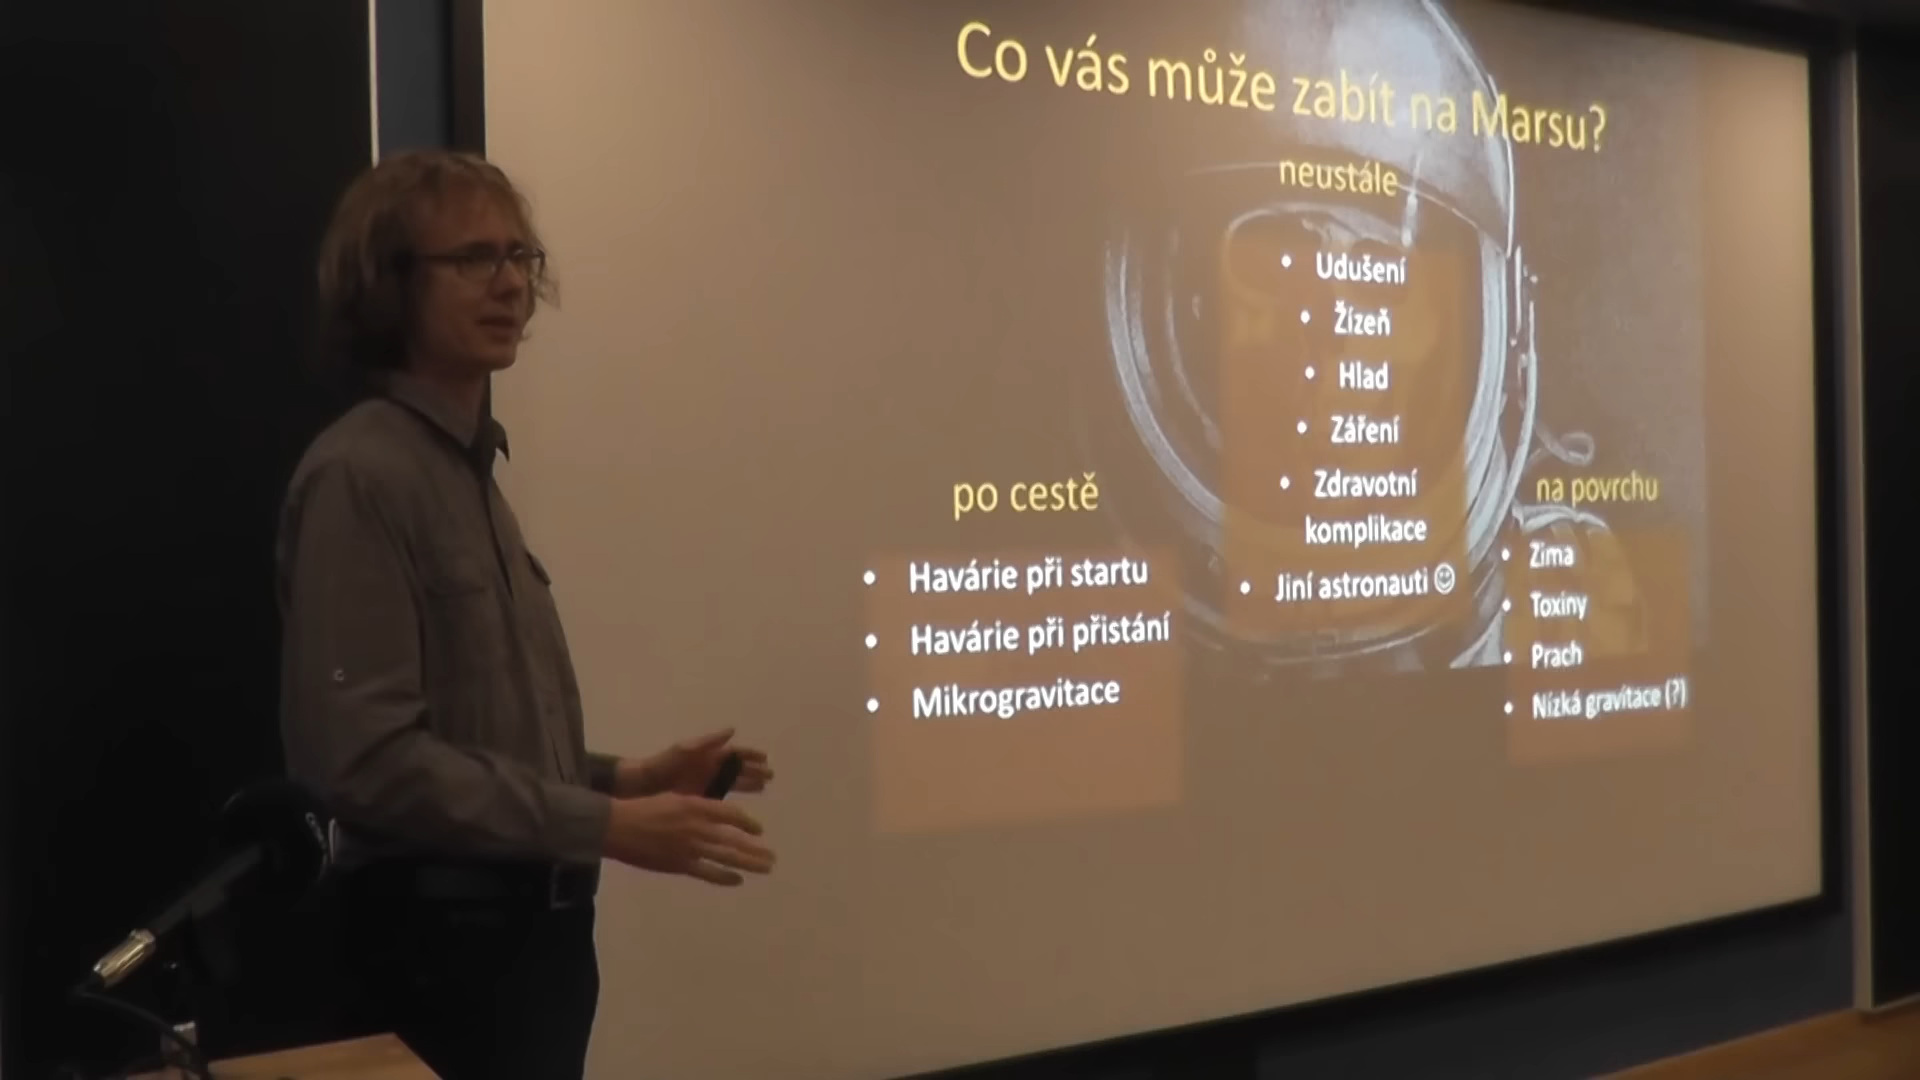 Co vás může zabít na Marsu?
neustále
• Udušení
• Žízeň
• Hlad
• Záření
• Zdravotní
komplikace
• Jiní astronauti ☺
po cestě
• Havárie při startu
• Havárie při přistání
• Mikrogravitace
na povrchu
• Zima
• Toxiny
• Prach
• Nízká gravitace (?)